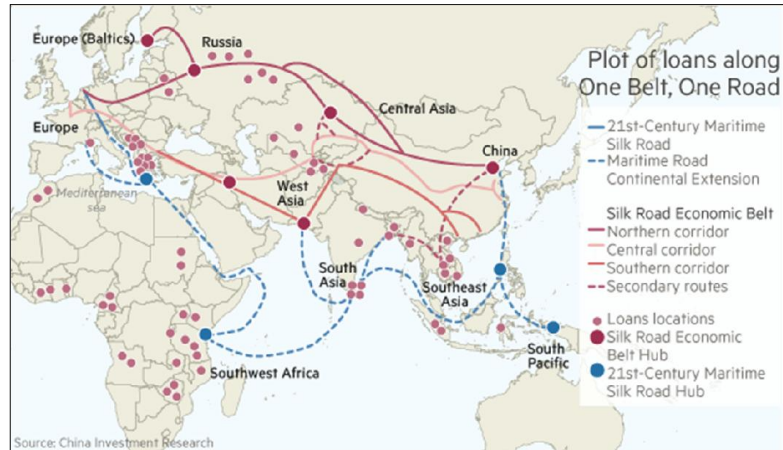 Plot of loans along
One Belt, One Road
21st-Century Maritime
Silk Road
Maritime Road
Continental Extension
Silk Road Economic Belt
Northern corridor
Central corridor
Southern corridor
Secondary routes
Loans locations
Silk Road Economic
Belt Hub
21st-Century Maritime
Silk Road Hub
Europe (Baltics)
Russia
Central Asia
Europe
China
Mediterranean
sea
West
Asia
South
Asia
Southeast
Asia
South
Pacific
Southwest Africa
Source: China Investment Research